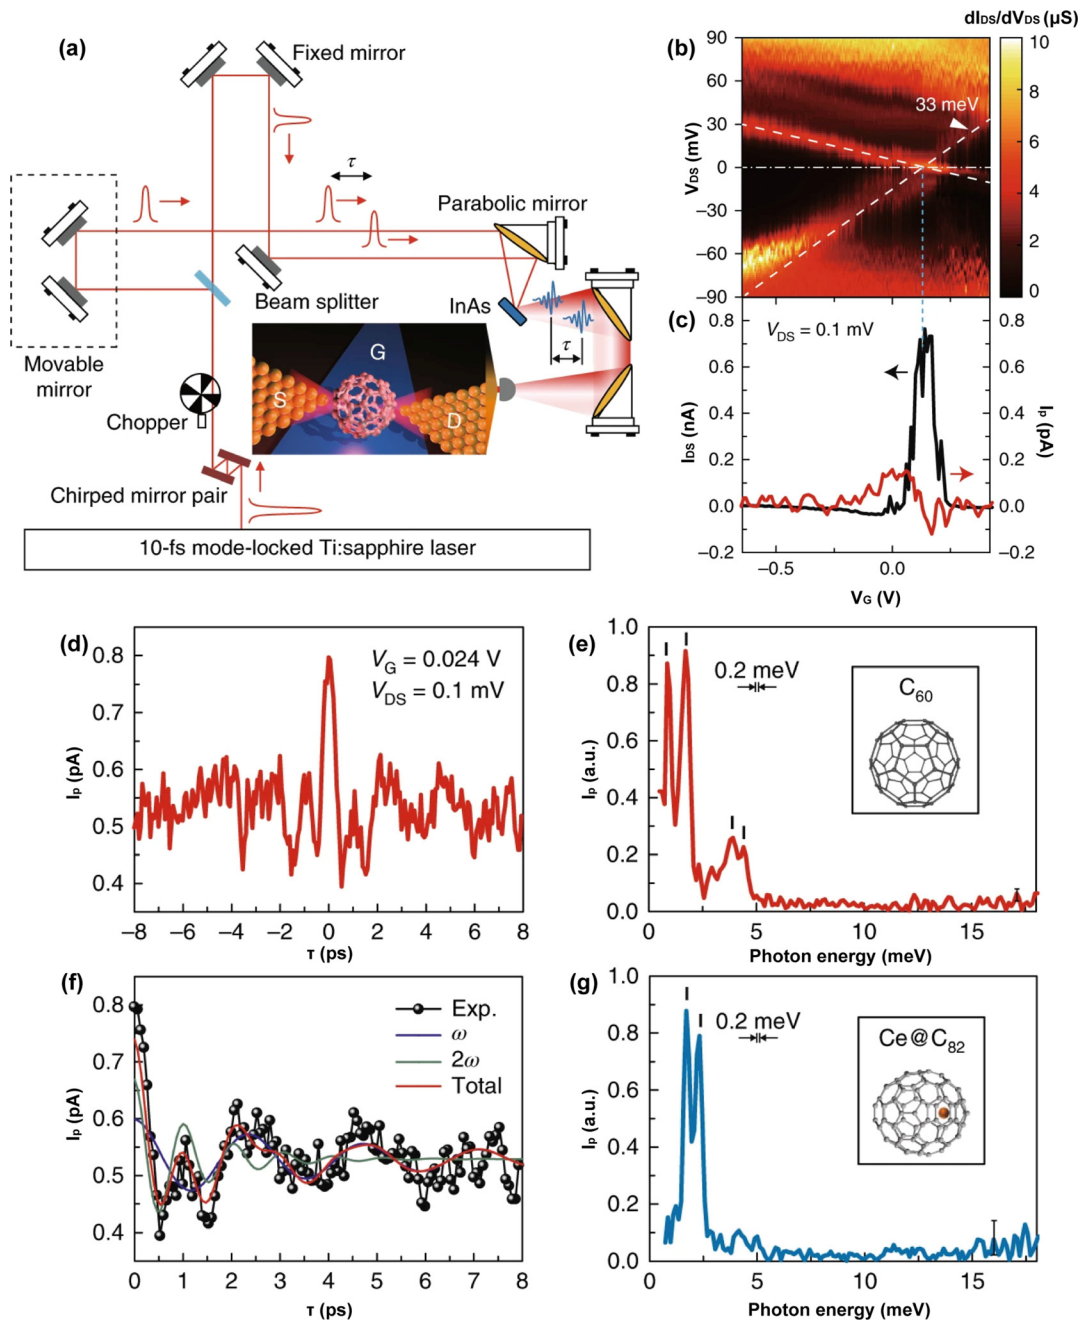 (a)
Fixed mirror
τ
Parabolic mirror
Movable
mirror
Beam splitter
InAs
τ
G
S
D
Chopper
Chirped mirror pair
10-fs mode-locked Ti:sapphire laser
(b)
dIDS/dVDS (μS)
90
60
30
0
−30
−60
−90
VDS (mV)
33 meV
10
8
6
4
2
0
(c)
VDS = 0.1 mV
0.8
0.6
0.4
0.2
0.0
−0.2
IDS (nA)
0.8
0.6
0.4
0.2
0.0
−0.2
Ip (pA)
−0.5
0.0
VG (V)
(d)
VG = 0.024 V
VDS = 0.1 mV
0.8
0.7
0.6
0.5
0.4
Ip (pA)
−8 −6 −4 −2 0 2 4 6 8
τ (ps)
(e)
0.2 meV
C60
1.0
0.8
0.6
0.4
0.2
0.0
Ip (a.u.)
0 5 10 15
Photon energy (meV)
(f)
Exp.
ω
2ω
Total
0.8
0.7
0.6
0.5
0.4
Ip (pA)
0 1 2 3 4 5 6 7 8
τ (ps)
(g)
0.2 meV
Ce@C82
1.0
0.8
0.6
0.4
0.2
0.0
Ip (a.u.)
0 5 10 15
Photon energy (meV)